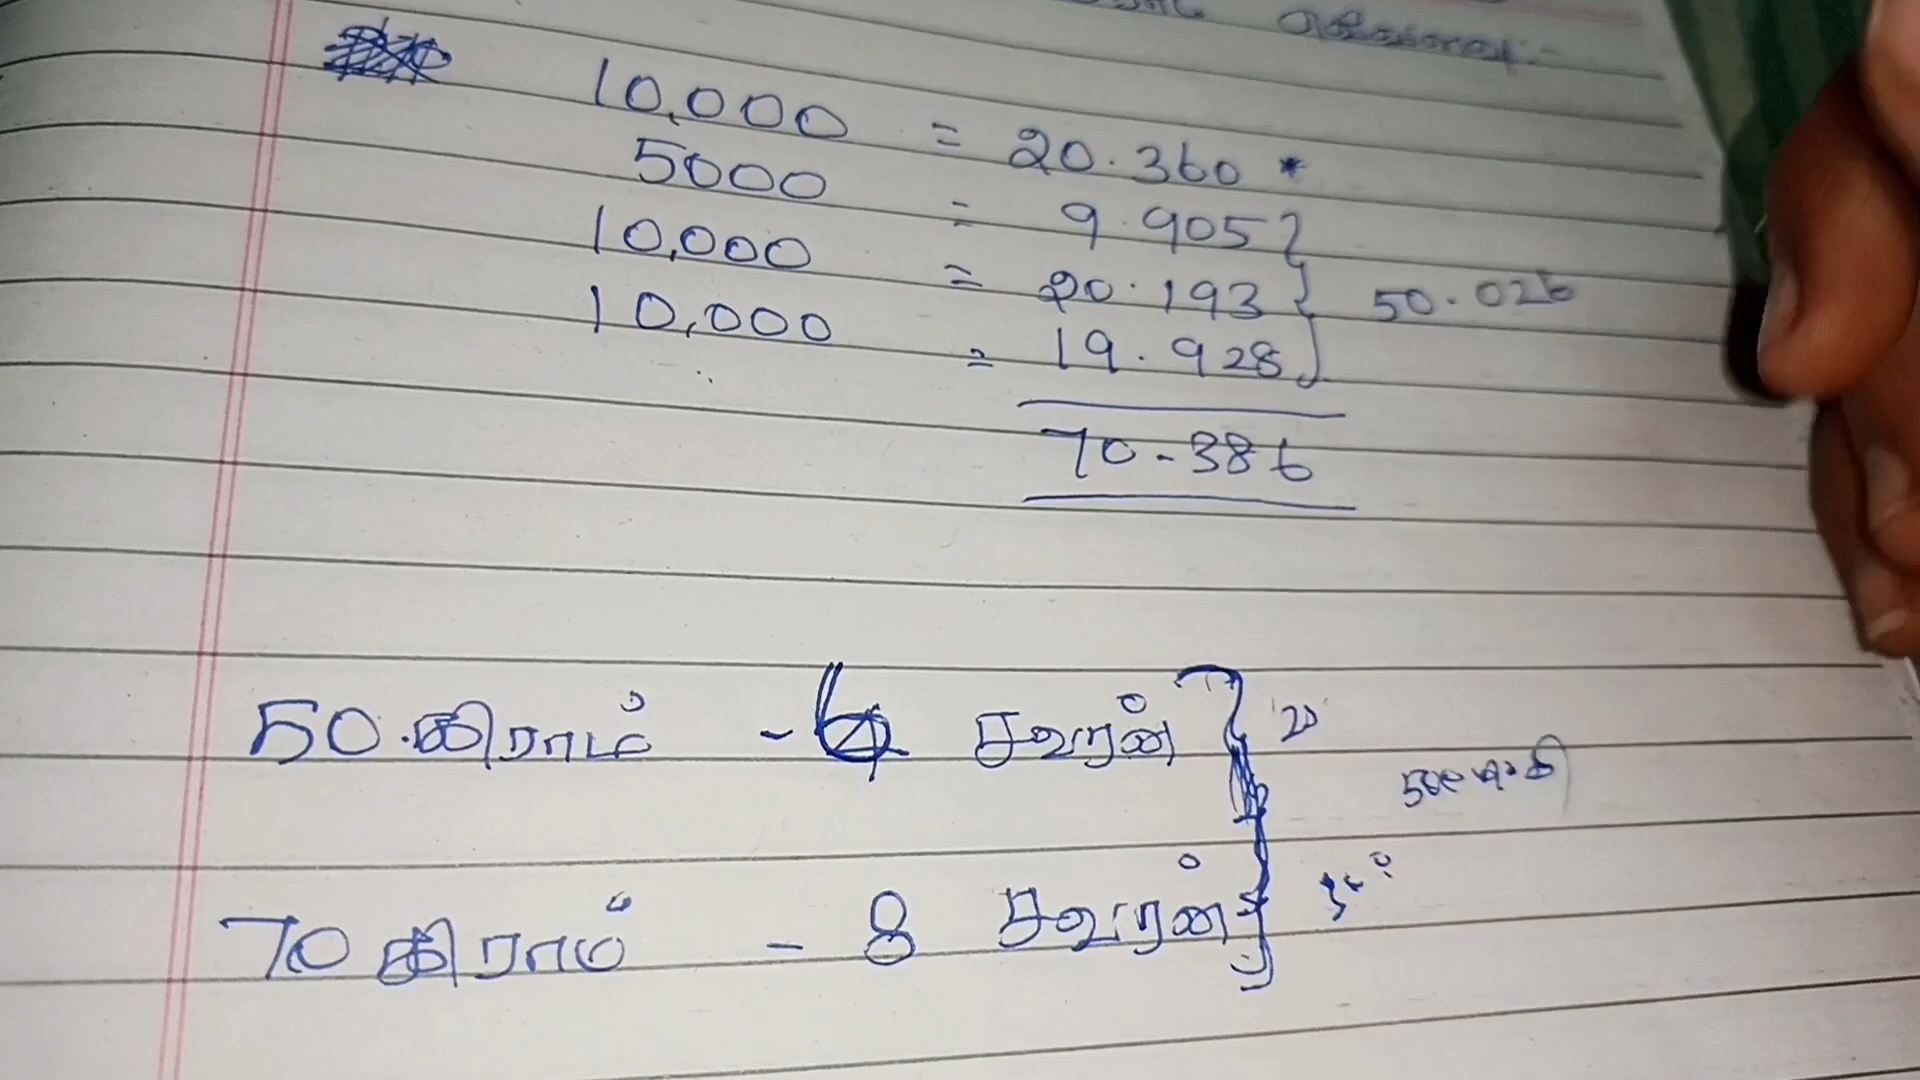 10,000 = 20.360 *
5000 = 9.905
10,000 = 20.193 } 50.026
10,000 = 19.928
70.386
50.கிராம் - 6 சவரன்
70 கிராம் - 8 சவரன்